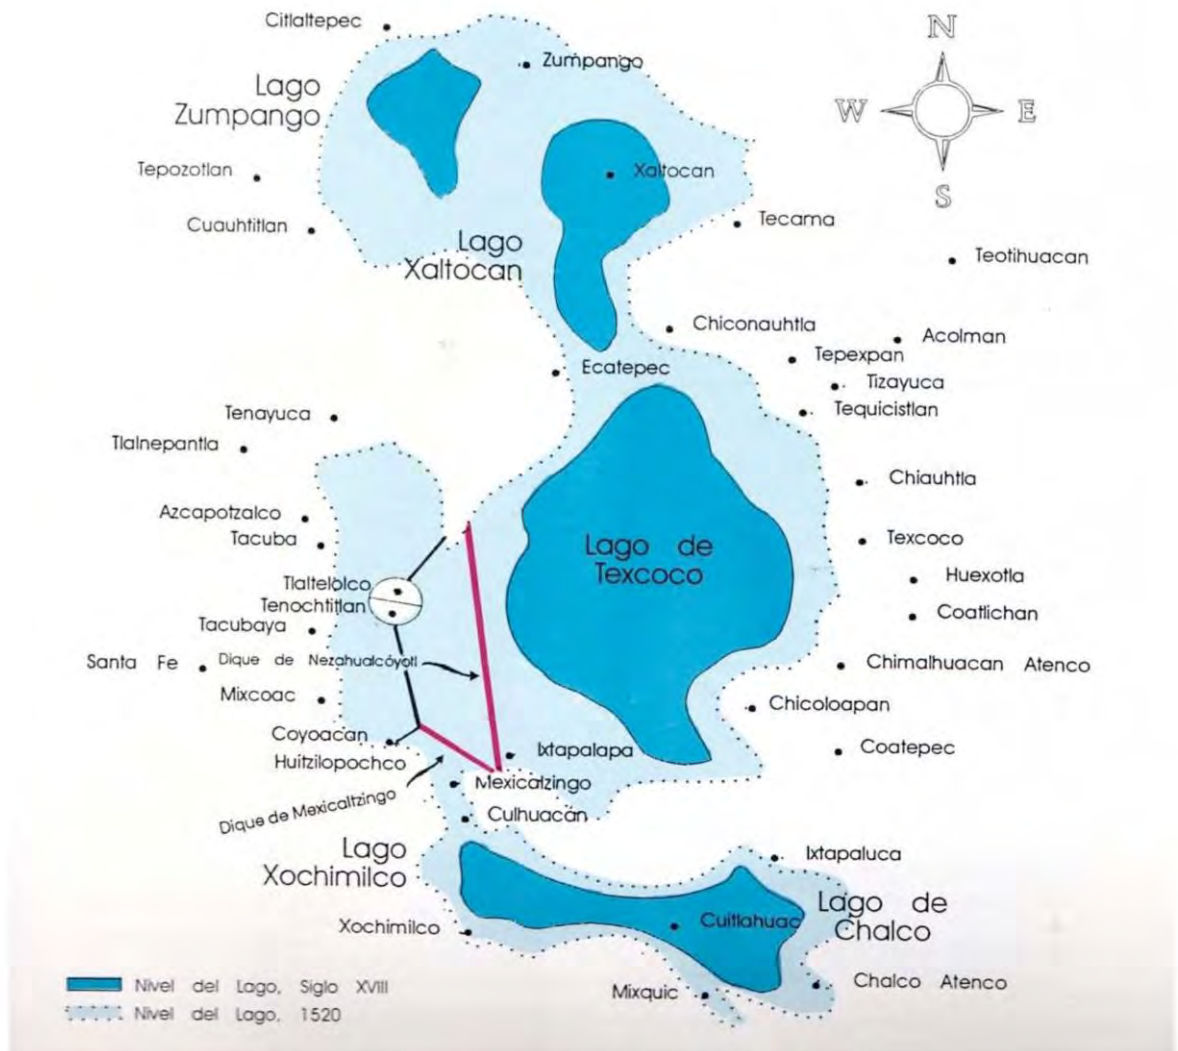 Citlaltepec
N
Zumpango
Lago
Zumpango
W
E
Tepozotlan
Xaltocan
S
Cuauhtitlan
Tecama
Lago
Xaltocan
Teotihuacan
Chiconauhtla
Acolman
Tepexpan
Ecatepec
Tizayuca
Tenayuca
Tequicistlan
Tlalnepantla
Chiauhtla
Azcapotzalco
Tacuba
Lago de
Texcoco
Texcoco
Tlaltelolco
Huexotla
Tenochtitlan
Coatlichan
Tacubaya
Santa Fe
Dique de Nezahualcóyotl
Chimalhuacan Atenco
Mixcoac
Chicoloapan
Coyoacan
Ixtapalapa
Coatepec
Huitzilopochco
Mexicalzingo
Dique de Mexicaltzingo
Culhuacán
Lago
Xochimilco
Ixtapaluca
Lago de
Chalco
Xochimilco
Cuitlahuac
Nivel del Lago, Siglo XVIII
Mixquic
Chalco Atenco
Nivel del Lago, 1520